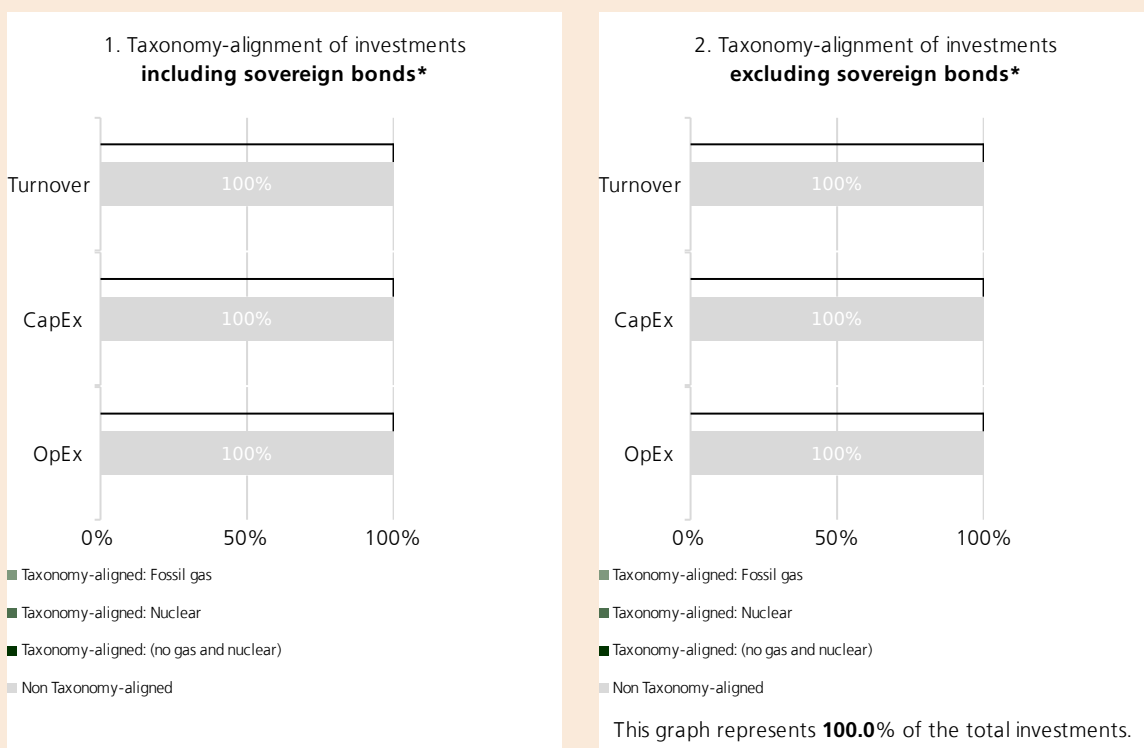 1. Taxonomy-alignment of investments
including sovereign bonds*
Turnover
100%
CapEx
100%
OpEx
100%
0%
50%
100%
Taxonomy-aligned: Fossil gas
Taxonomy-aligned: Nuclear
Taxonomy-aligned: (no gas and nuclear)
Non Taxonomy-aligned
2. Taxonomy-alignment of investments
excluding sovereign bonds*
Turnover
100%
CapEx
100%
OpEx
100%
0%
50%
100%
Taxonomy-aligned: Fossil gas
Taxonomy-aligned: Nuclear
Taxonomy-aligned: (no gas and nuclear)
Non Taxonomy-aligned
This graph represents 100.0% of the total investments.